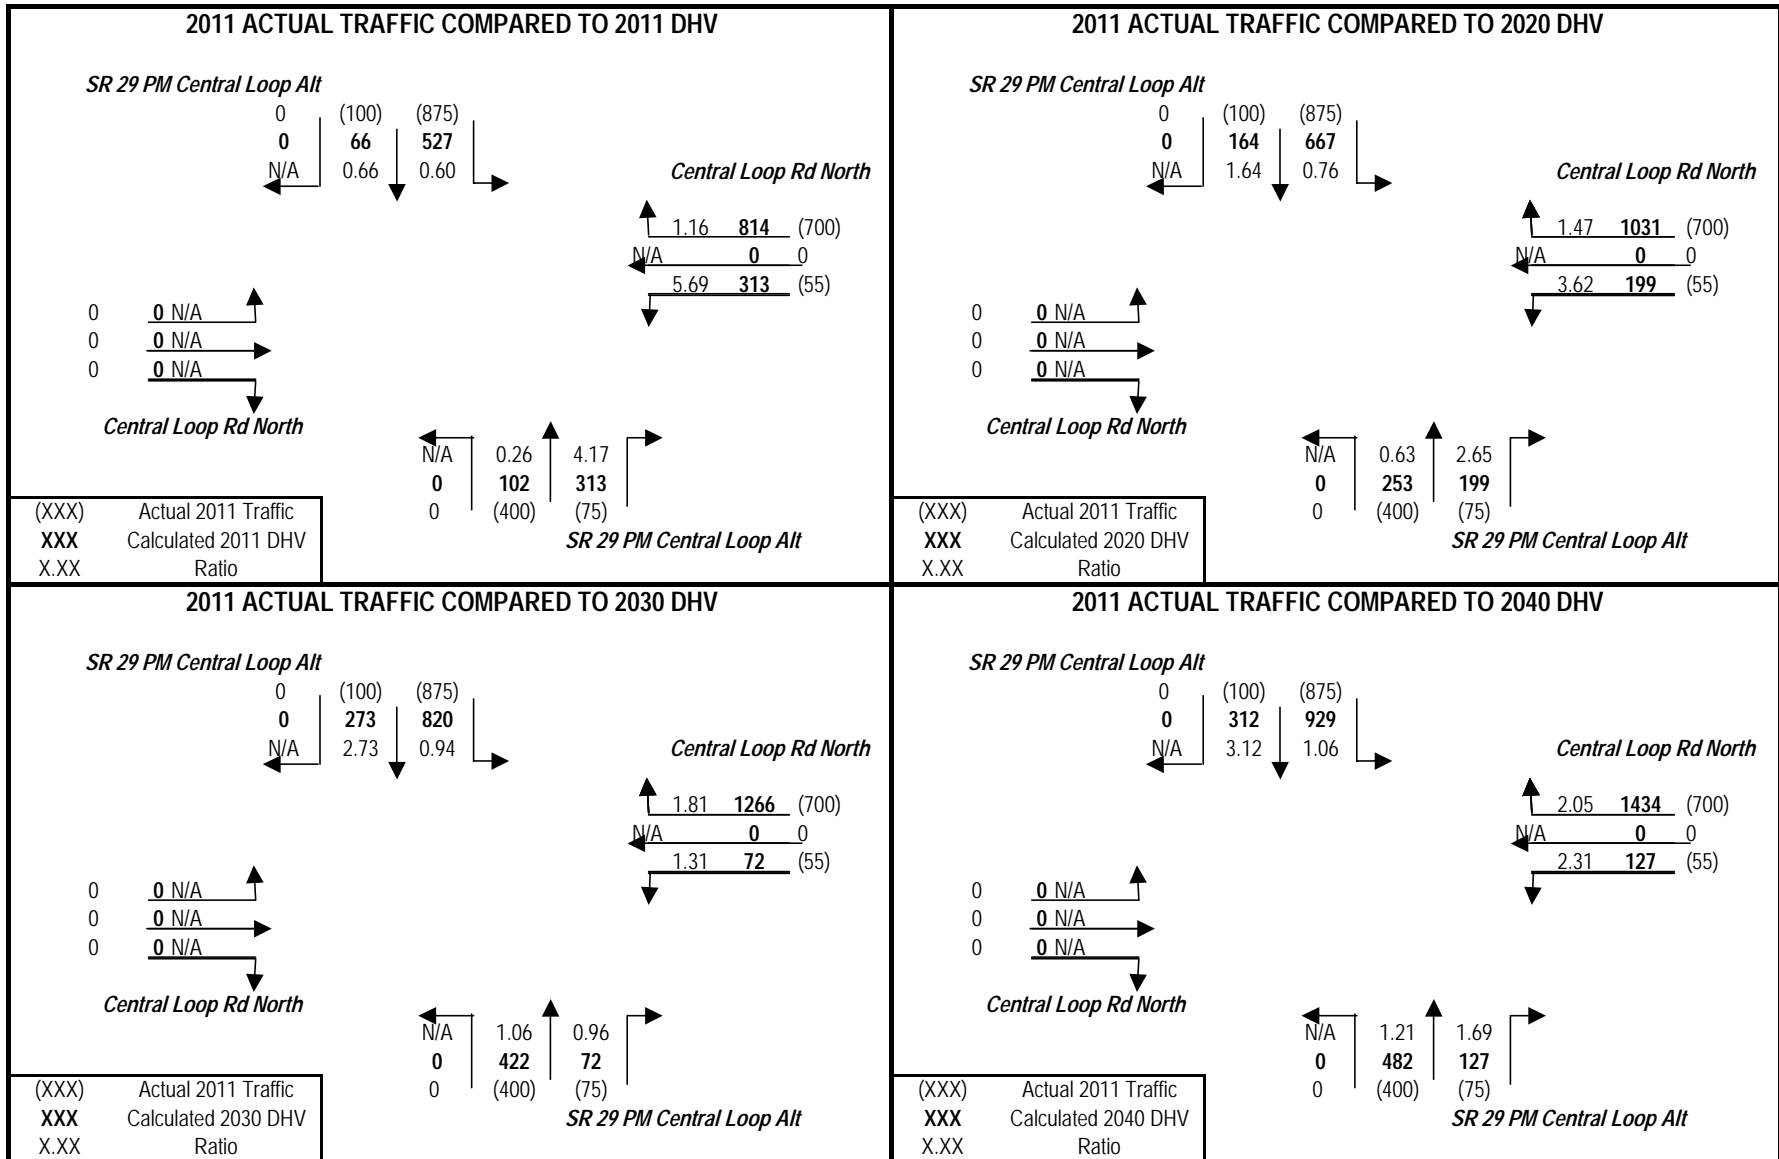 2011 ACTUAL TRAFFIC COMPARED TO 2011 DHV
SR 29 PM Central Loop Alt
0 (100) (875)
0 66 527
N/A 0.66 0.60
Central Loop Rd North
1.16 814 (700)
N/A 0 0
5.69 313 (55)
0 0 N/A
0 0 N/A
0 0 N/A
Central Loop Rd North
N/A 0.26 4.17
0 102 313
0 (400) (75)
SR 29 PM Central Loop Alt
(XXX) Actual 2011 Traffic
XXX Calculated 2011 DHV
X.XX Ratio
2011 ACTUAL TRAFFIC COMPARED TO 2020 DHV
SR 29 PM Central Loop Alt
0 (100) (875)
0 164 667
N/A 1.64 0.76
Central Loop Rd North
1.47 1031 (700)
N/A 0 0
3.62 199 (55)
0 0 N/A
0 0 N/A
0 0 N/A
Central Loop Rd North
N/A 0.63 2.65
0 253 199
0 (400) (75)
SR 29 PM Central Loop Alt
(XXX) Actual 2011 Traffic
XXX Calculated 2020 DHV
X.XX Ratio
2011 ACTUAL TRAFFIC COMPARED TO 2030 DHV
SR 29 PM Central Loop Alt
0 (100) (875)
0 273 820
N/A 2.73 0.94
Central Loop Rd North
1.81 1266 (700)
N/A 0 0
1.31 72 (55)
0 0 N/A
0 0 N/A
0 0 N/A
Central Loop Rd North
N/A 1.06 0.96
0 422 72
0 (400) (75)
SR 29 PM Central Loop Alt
(XXX) Actual 2011 Traffic
XXX Calculated 2030 DHV
X.XX Ratio
2011 ACTUAL TRAFFIC COMPARED TO 2040 DHV
SR 29 PM Central Loop Alt
0 (100) (875)
0 312 929
N/A 3.12 1.06
Central Loop Rd North
2.05 1434 (700)
N/A 0 0
2.31 127 (55)
0 0 N/A
0 0 N/A
0 0 N/A
Central Loop Rd North
N/A 1.21 1.69
0 482 127
0 (400) (75)
SR 29 PM Central Loop Alt
(XXX) Actual 2011 Traffic
XXX Calculated 2040 DHV
X.XX Ratio